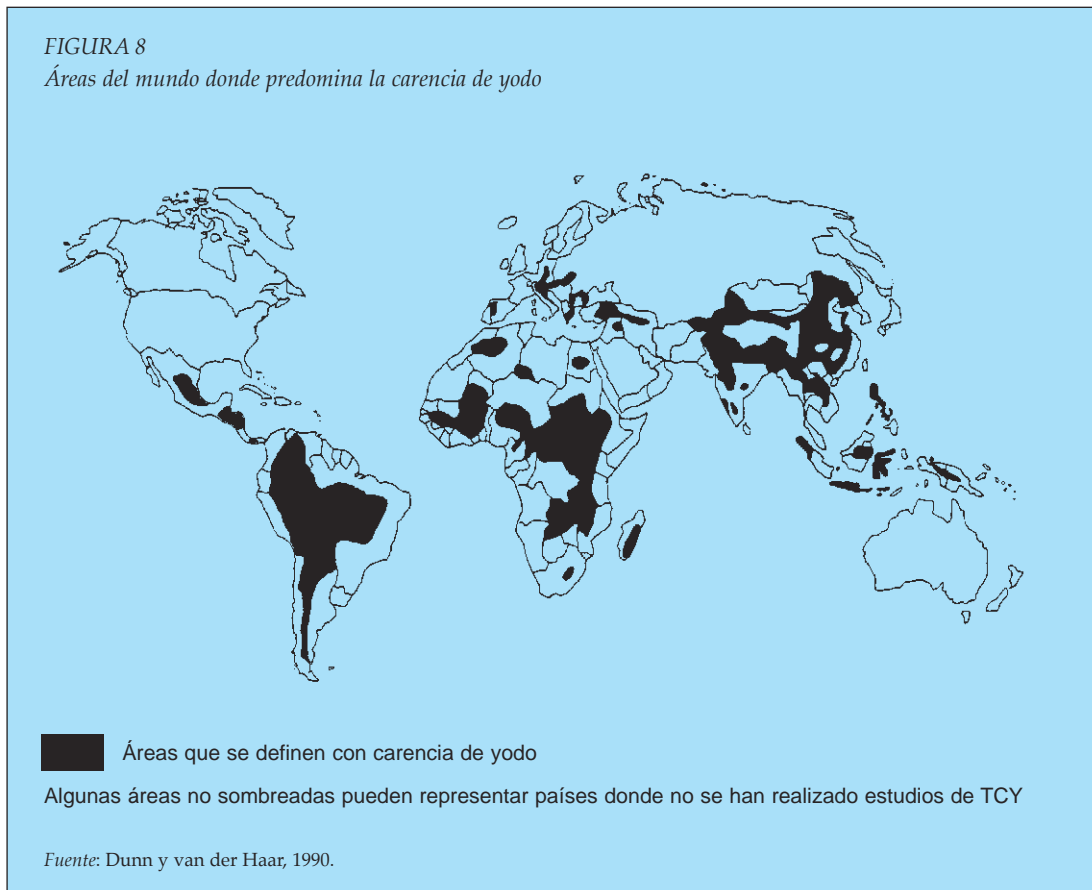 FIGURA 8
Áreas del mundo donde predomina la carencia de yodo
Áreas que se definen con carencia de yodo
Algunas áreas no sombreadas pueden representar países donde no se han realizado estudios de TCY
Fuente: Dunn y van der Haar, 1990.